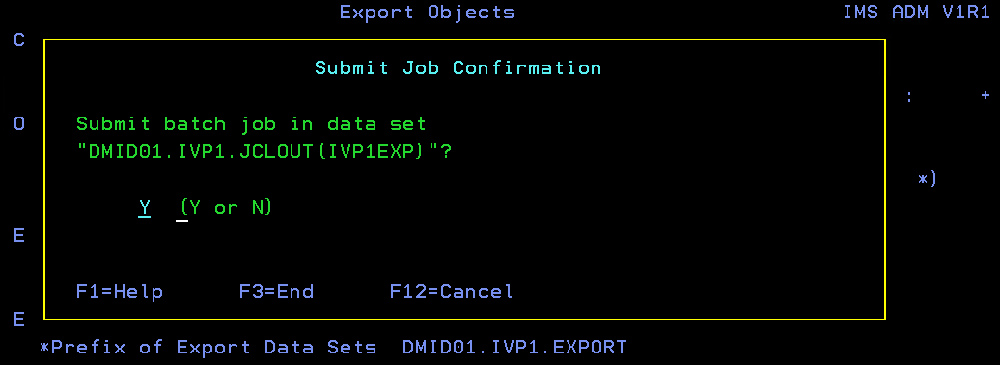 Export Objects IMS ADM V1R1
C
Submit Job Confirmation
: +
O Submit batch job in data set
"DMID01.IVP1.JCLOUT(IVP1EXP)"?
*)
Y (Y or N)
E
F1=Help F3=End F12=Cancel
E
*Prefix of Export Data Sets DMID01.IVP1.EXPORT